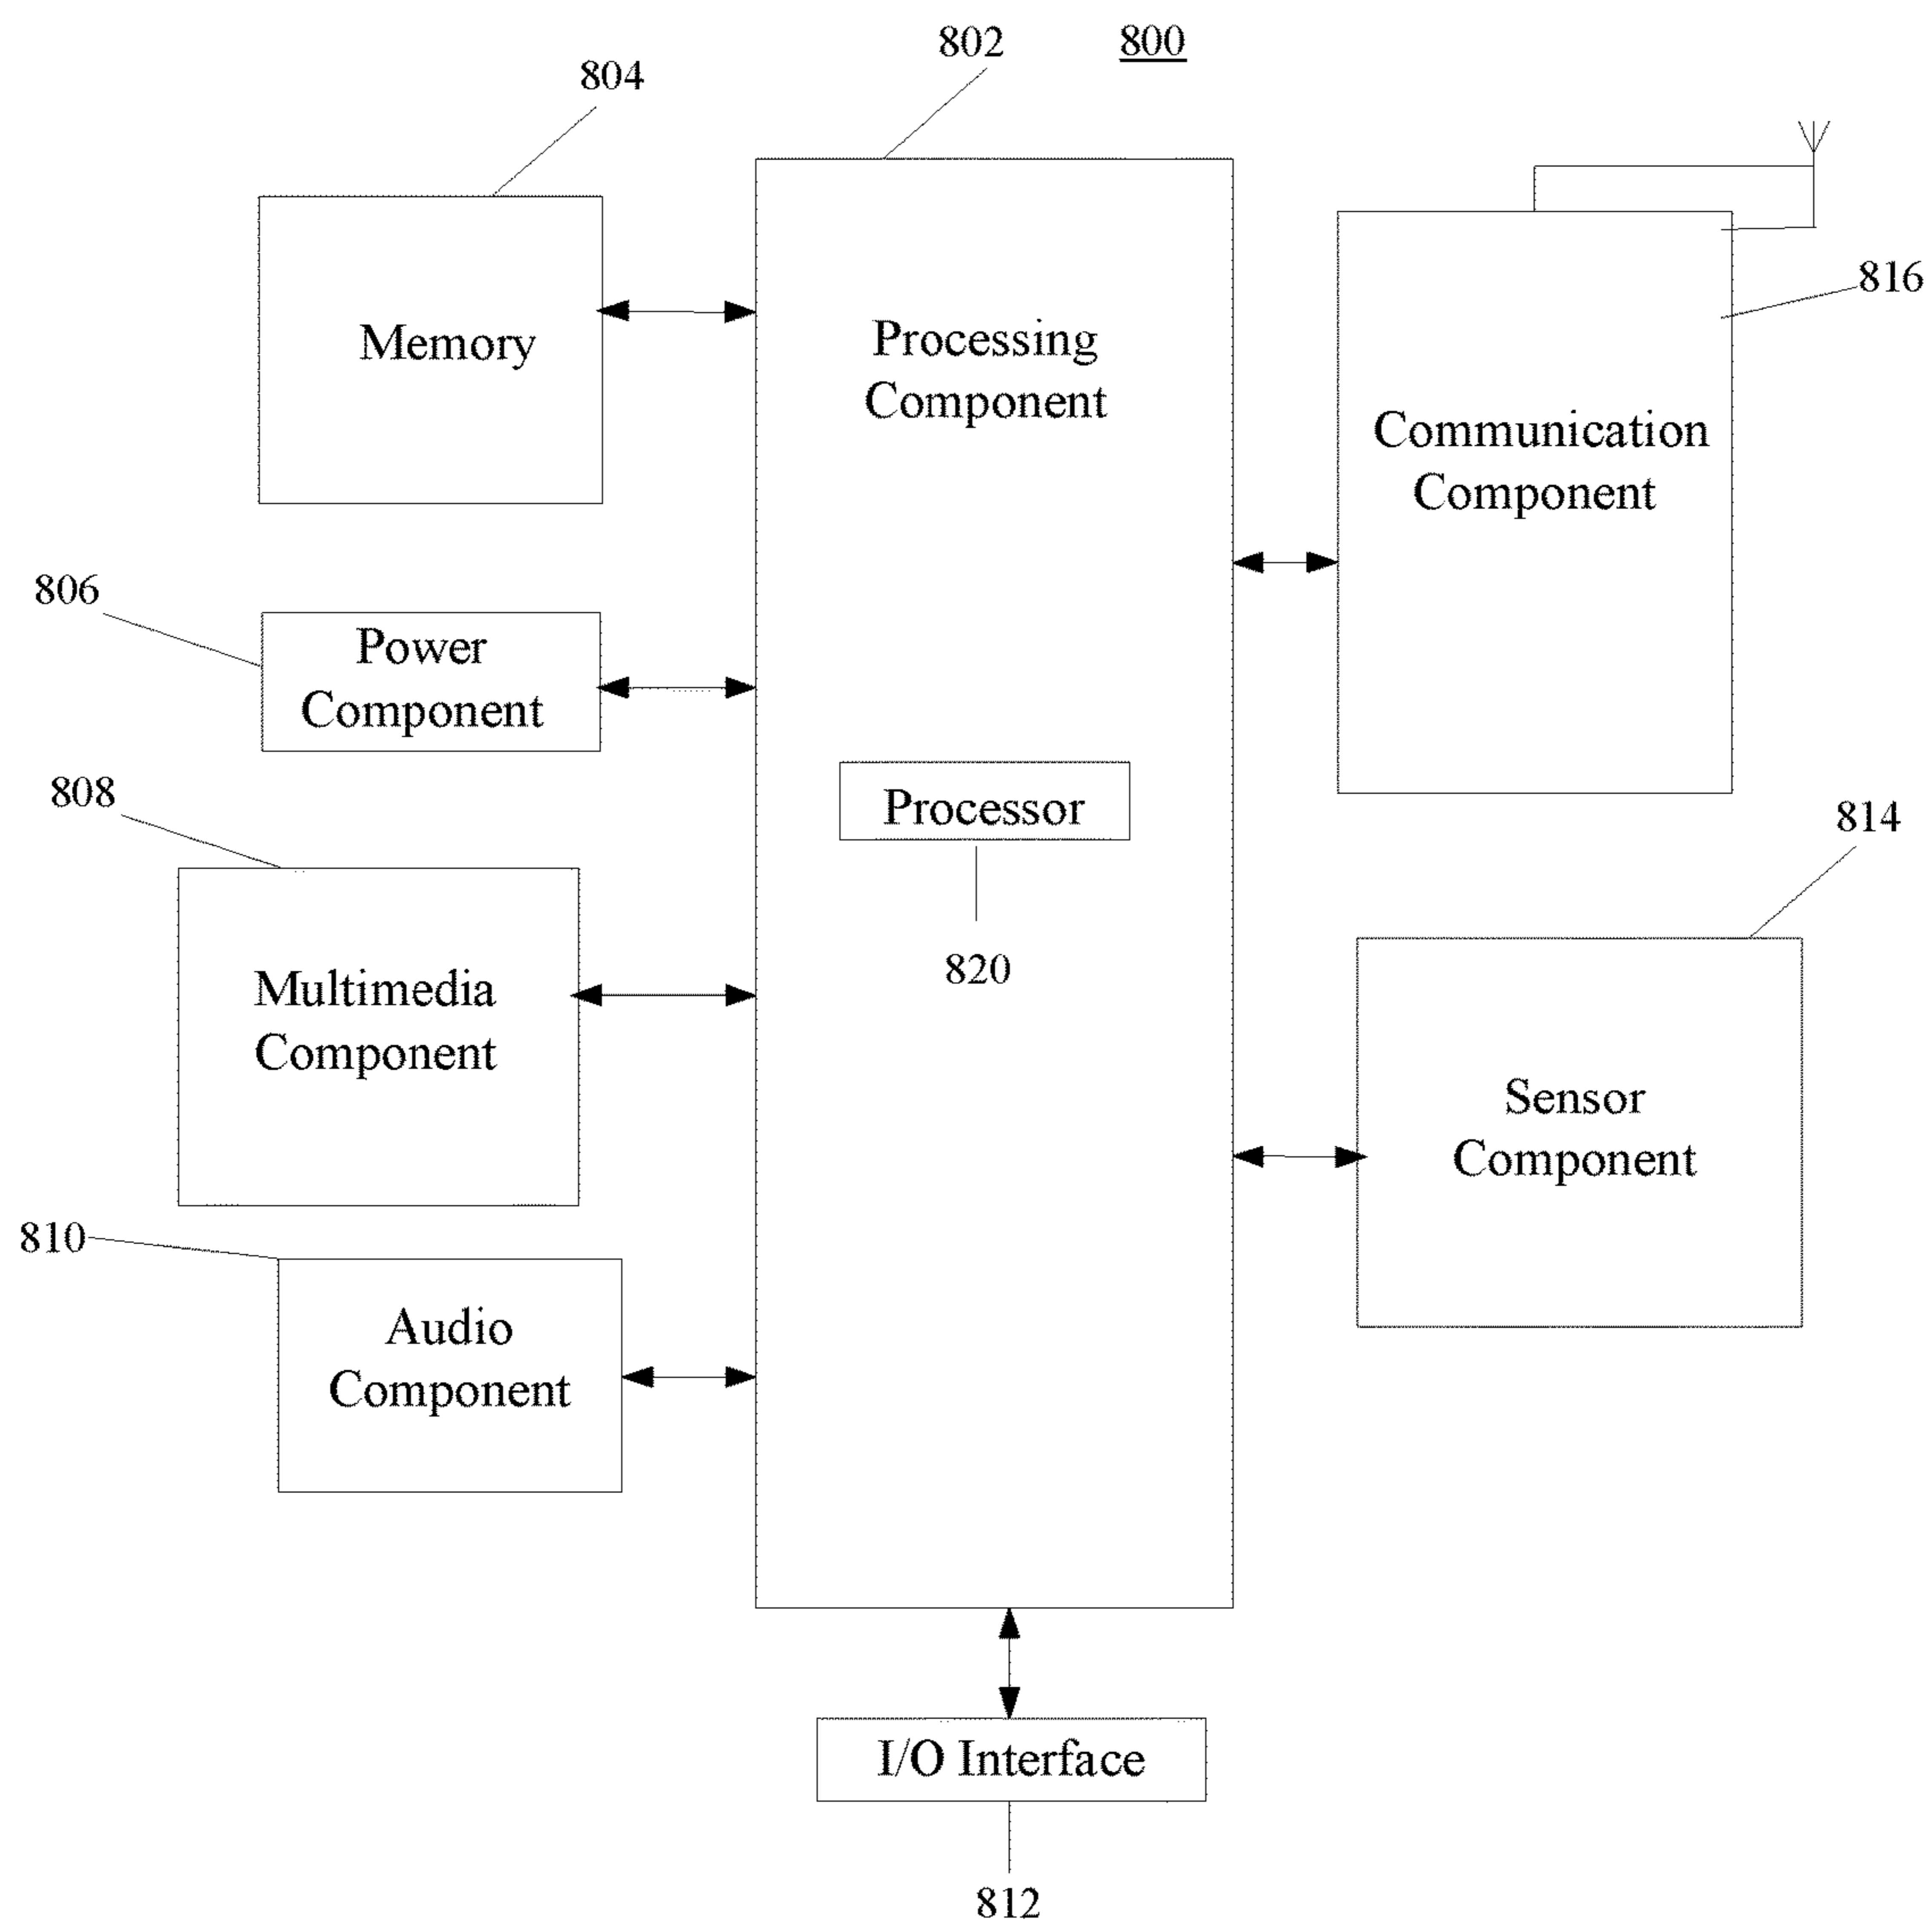 802
800
804
816
Memory
Processing
Component
Communication
Component
806
Power
Component
808
Processor
814
820
Multimedia
Component
Sensor
Component
810
Audio
Component
I/O Interface
812